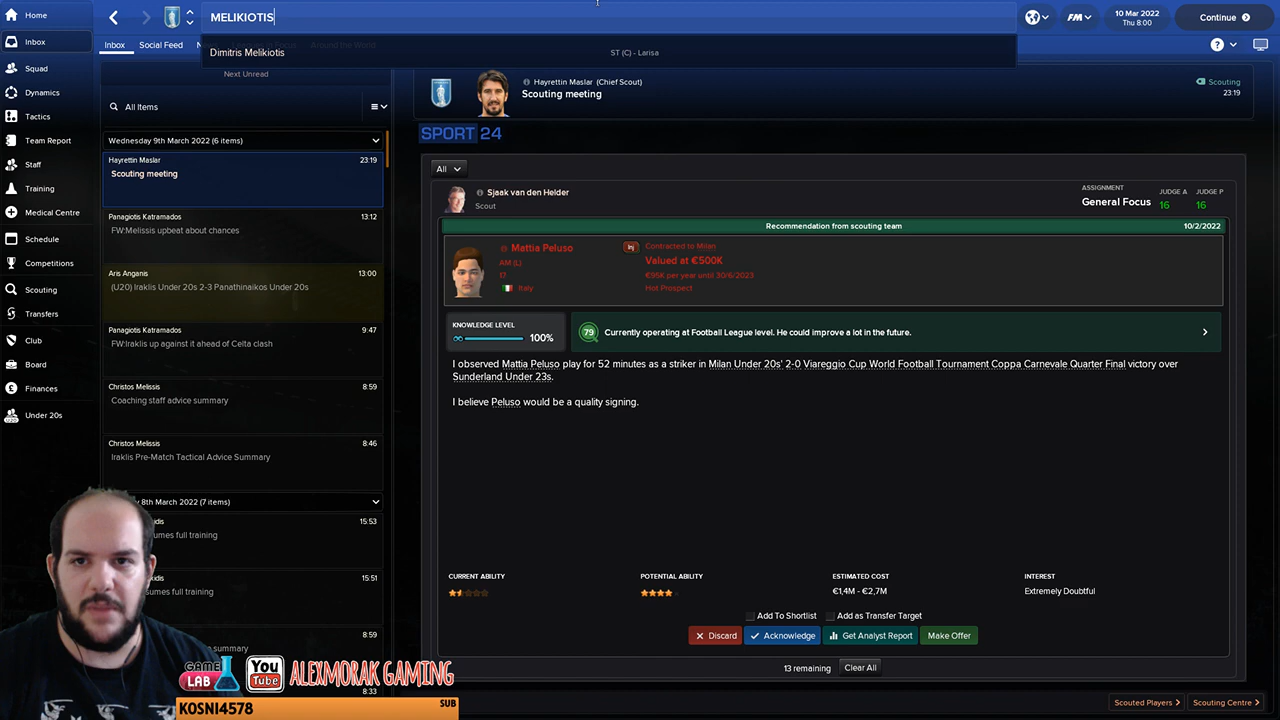 Home
MELIKIOTIS
FM
10 Mar 2022
Thu 8:00
Continue
Inbox
Inbox
Social Feed
Dimitris Melikiotis
ST (C) - Larisa
Squad
Dynamics
Tactics
Team Report
Staff
Training
Medical Centre
Schedule
Competitions
Scouting
Transfers
Club
Board
Finances
Under 20s
Next Unread
All Items
Wednesday 9th March 2022 (6 items)
Hayrettin Maslar
23:19
Scouting meeting
Panagiotis Katramados
13:12
FW:Melissis upbeat about chances
Aris Anganis
13:00
(U20) Iraklis Under 20s 2-3 Panathinaikos Under 20s
Panagiotis Katramados
9:47
FW:Iraklis up against it ahead of Celta clash
Christos Melissis
8:59
Coaching staff advice summary
Christos Melissis
8:46
Iraklis Pre-Match Tactical Advice Summary
8th March 2022 (7 items)
15:53
umes full training
15:51
sumes full training
8:59
summary
8:33
Hayrettin Maslar (Chief Scout)
Scouting meeting
Scouting
23:19
SPORT 24
All
Sjaak van den Helder
Scout
ASSIGNMENT
General Focus
JUDGE A
16
JUDGE P
16
Recommendation from scouting team
10/2/2022
Mattia Peluso
AM (L)
17
Italy
Inj
Contracted to Milan
Valued at €500K
€95K per year until 30/6/2023
Hot Prospect
KNOWLEDGE LEVEL
100%
79
Currently operating at Football League level. He could improve a lot in the future.
I observed Mattia Peluso play for 52 minutes as a striker in Milan Under 20s' 2-0 Viareggio Cup World Football Tournament Coppa Carnevale Quarter Final victory over
Sunderland Under 23s.
I believe Peluso would be a quality signing.
CURRENT ABILITY
POTENTIAL ABILITY
ESTIMATED COST
€1,4M - €2,7M
INTEREST
Extremely Doubtful
Add To Shortlist
Add as Transfer Target
Discard
Acknowledge
Get Analyst Report
Make Offer
13 remaining
Clear All
Scouted Players
Scouting Centre
GAME
LAB
You
Tube
ALEXMORAK GAMING
KOSNI4578
SUB